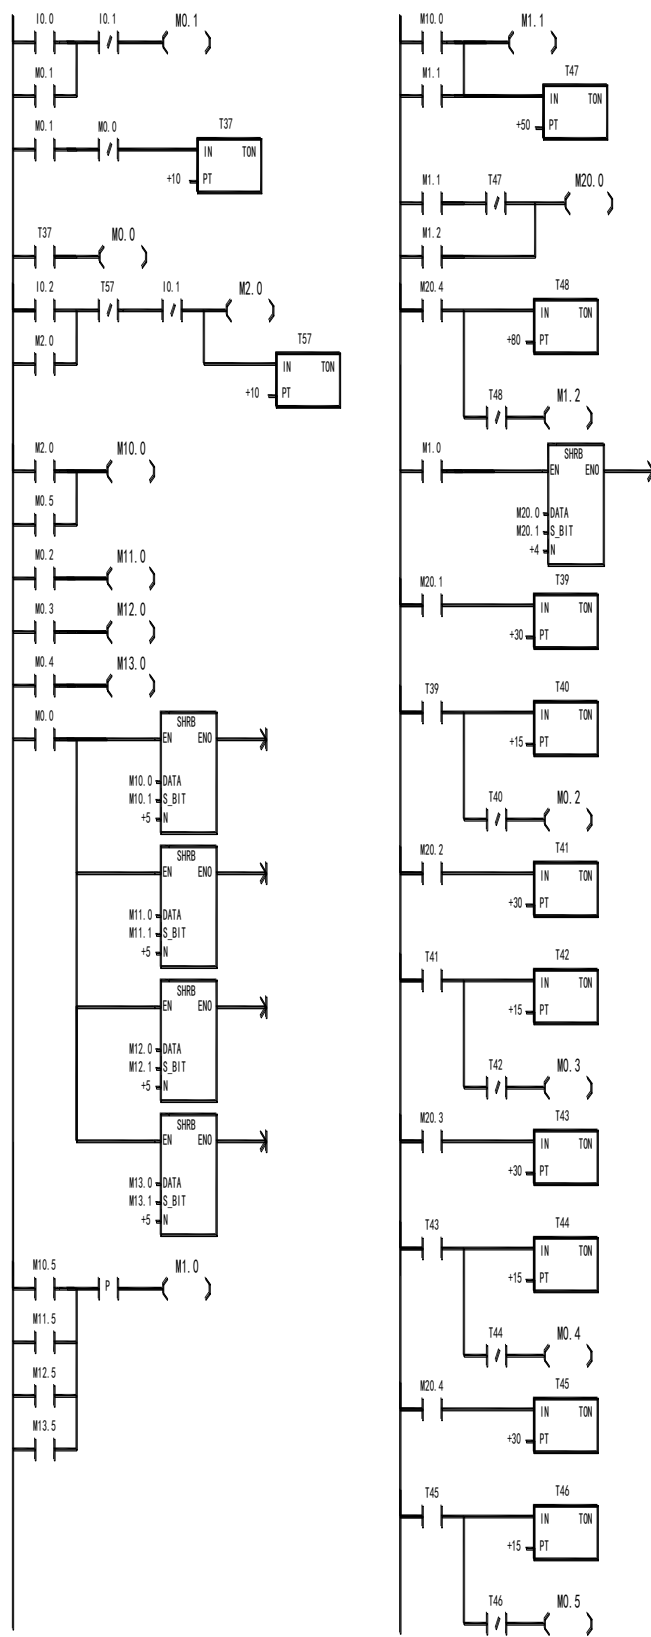 I0.0 I0.1 M0.1
M0.1
M0.1 M0.0 T37
IN TON
+10 PT
T37 M0.0
I0.2 T57 I0.1 M2.0
M2.0 T57
IN TON
+10 PT
M2.0 M10.0
M0.5
M0.2 M11.0
M0.3 M12.0
M0.4 M13.0
M0.0 SHRB
EN ENO
M10.0 DATA
M10.1 S_BIT
+5 N
SHRB
EN ENO
M11.0 DATA
M11.1 S_BIT
+5 N
SHRB
EN ENO
M12.0 DATA
M12.1 S_BIT
+5 N
SHRB
EN ENO
M13.0 DATA
M13.1 S_BIT
+5 N
M10.5 P M1.0
M11.5
M12.5
M13.5
M10.0 M1.1
M1.1 T47
IN TON
+50 PT
M1.1 T47 M20.0
M1.2
M20.4 T48
IN TON
+80 PT
T48 M1.2
M1.0 SHRB
EN ENO
M20.0 DATA
M20.1 S_BIT
+4 N
M20.1 T39
IN TON
+30 PT
T39 T40
IN TON
+15 PT
T40 M0.2
M20.2 T41
IN TON
+30 PT
T41 T42
IN TON
+15 PT
T42 M0.3
M20.3 T43
IN TON
+30 PT
T43 T44
IN TON
+15 PT
T44 M0.4
M20.4 T45
IN TON
+30 PT
T45 T46
IN TON
+15 PT
T46 M0.5